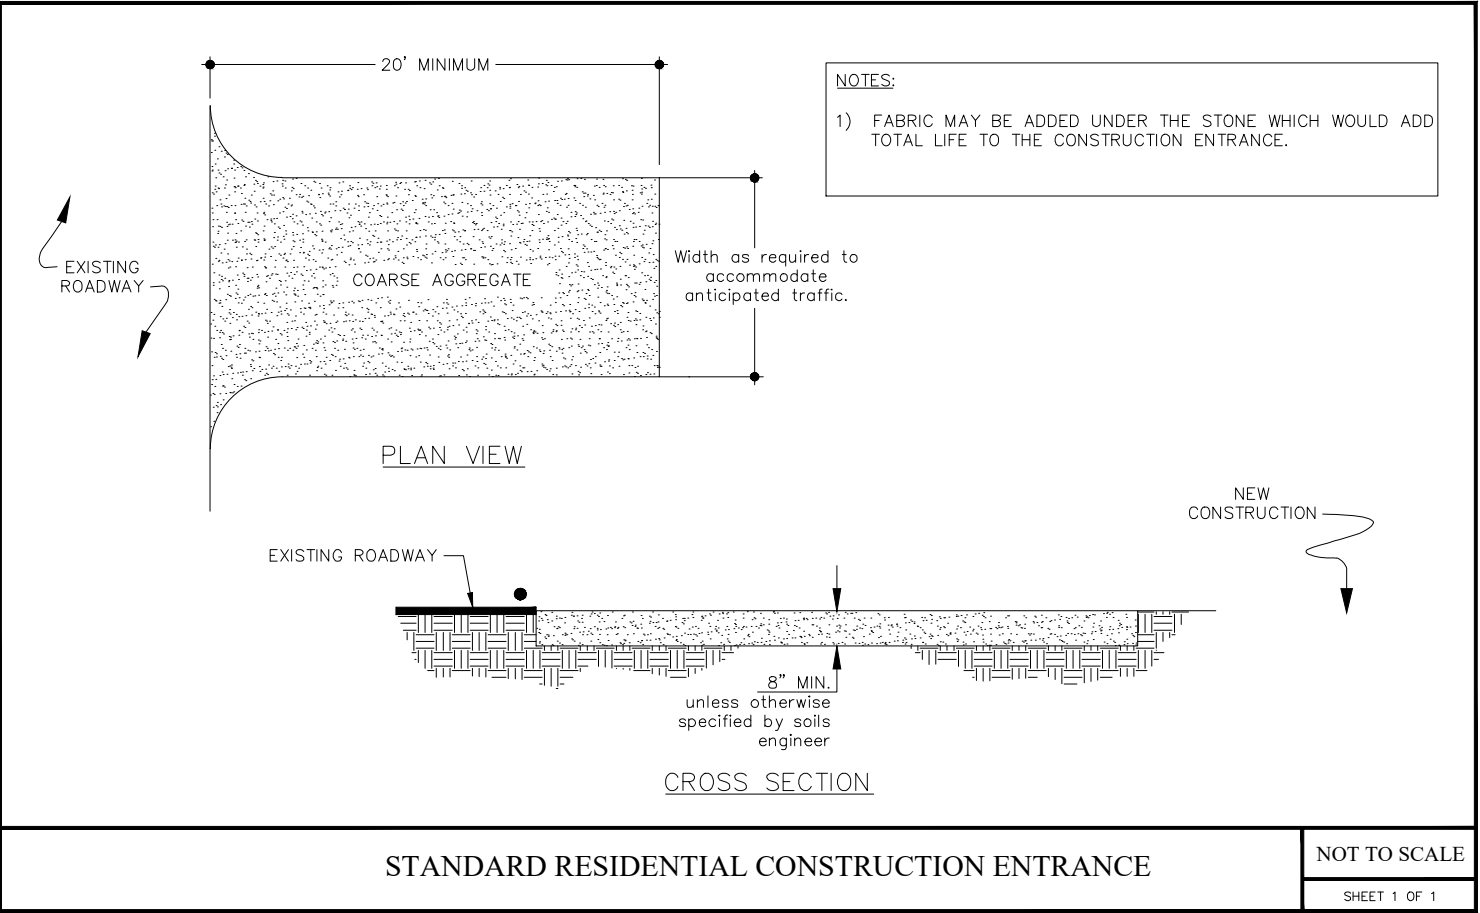 20' MINIMUM
NOTES:
1) FABRIC MAY BE ADDED UNDER THE STONE WHICH WOULD ADD
TOTAL LIFE TO THE CONSTRUCTION ENTRANCE.
EXISTING
ROADWAY
COARSE AGGREGATE
Width as required to
accommodate
anticipated traffic.
PLAN VIEW
NEW
CONSTRUCTION
EXISTING ROADWAY
8" MIN.
unless otherwise
specified by soils
engineer
CROSS SECTION
STANDARD RESIDENTIAL CONSTRUCTION ENTRANCE
NOT TO SCALE
SHEET 1 OF 1